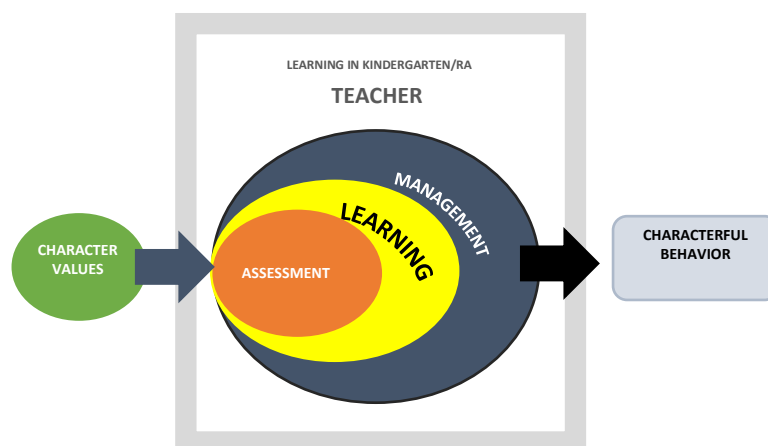 LEARNING IN KINDERGARTEN/RA
TEACHER
MANAGEMENT
LEARNING
ASSESSMENT
CHARACTER
VALUES
CHARACTERFUL
BEHAVIOR